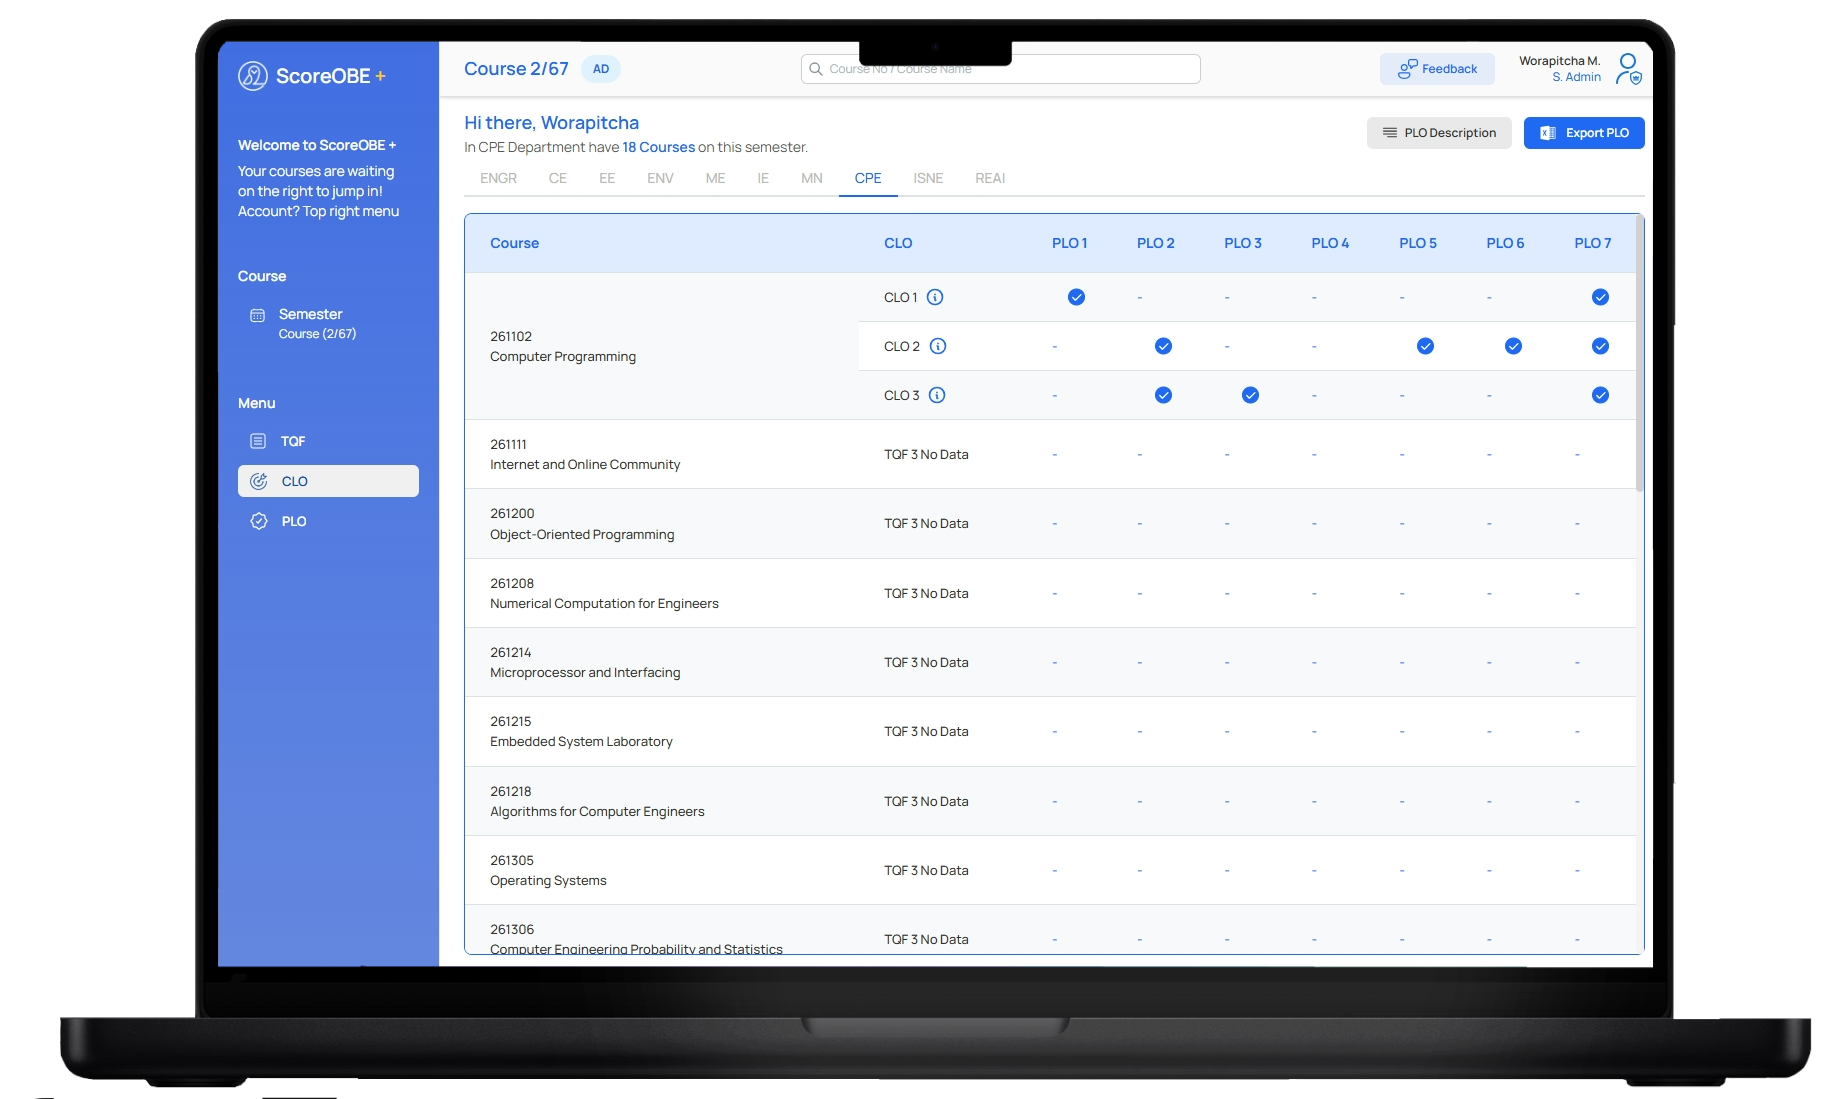 ScoreOBE +
Welcome to ScoreOBE +
Your courses are waiting
on the right to jump in!
Account? Top right menu
Course
Semester
Course (2/67)
Menu
TQF
CLO
PLO
Course 2/67 AD
Course No / Course Name
Feedback
Worapitcha M.
S. Admin
Hi there, Worapitcha
In CPE Department have 18 Courses on this semester.
PLO Description
Export PLO
ENGR CE EE ENV ME IE MN CPE ISNE REAI
Course CLO PLO 1 PLO 2 PLO 3 PLO 4 PLO 5 PLO 6 PLO 7
261102
Computer Programming
CLO 1 - - - - -
CLO 2 - - -
CLO 3 - - - -
261111
Internet and Online Community
TQF 3 No Data - - - - - - -
261200
Object-Oriented Programming
TQF 3 No Data - - - - - - -
261208
Numerical Computation for Engineers
TQF 3 No Data - - - - - - -
261214
Microprocessor and Interfacing
TQF 3 No Data - - - - - - -
261215
Embedded System Laboratory
TQF 3 No Data - - - - - - -
261218
Algorithms for Computer Engineers
TQF 3 No Data - - - - - - -
261305
Operating Systems
TQF 3 No Data - - - - - - -
261306
Computer Engineering Probability and Statistics
TQF 3 No Data - - - - - - -